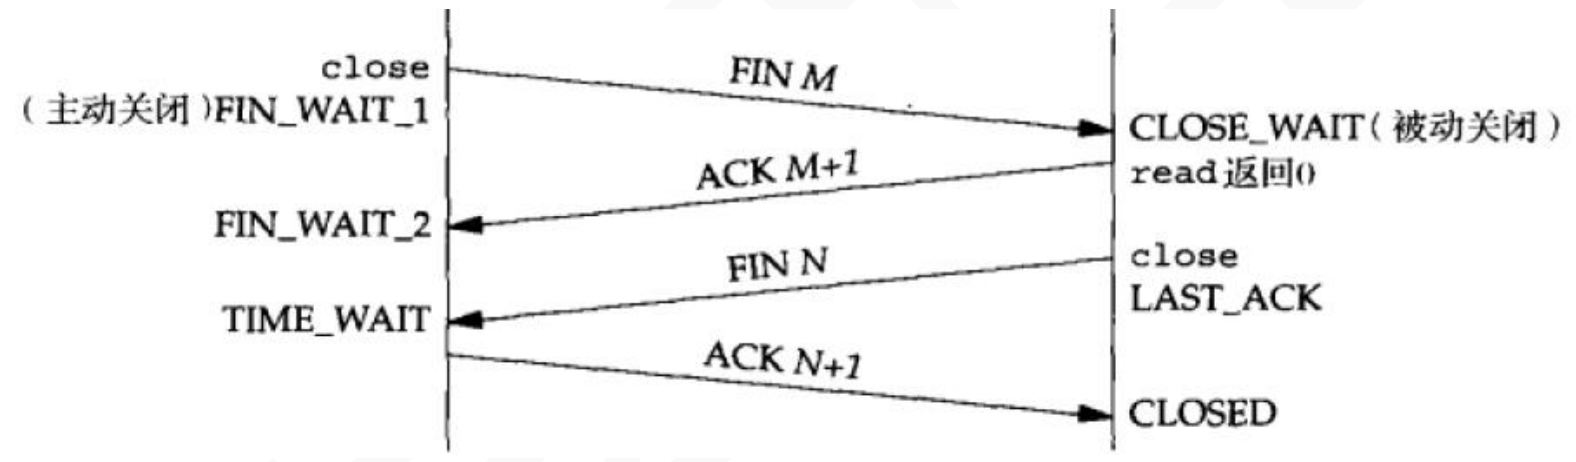 close
(主动关闭)FIN_WAIT_1
FIN M
CLOSE_WAIT(被动关闭)
read返回()
ACK M+1
FIN_WAIT_2
FIN N
close
LAST_ACK
TIME_WAIT
ACK N+1
CLOSED